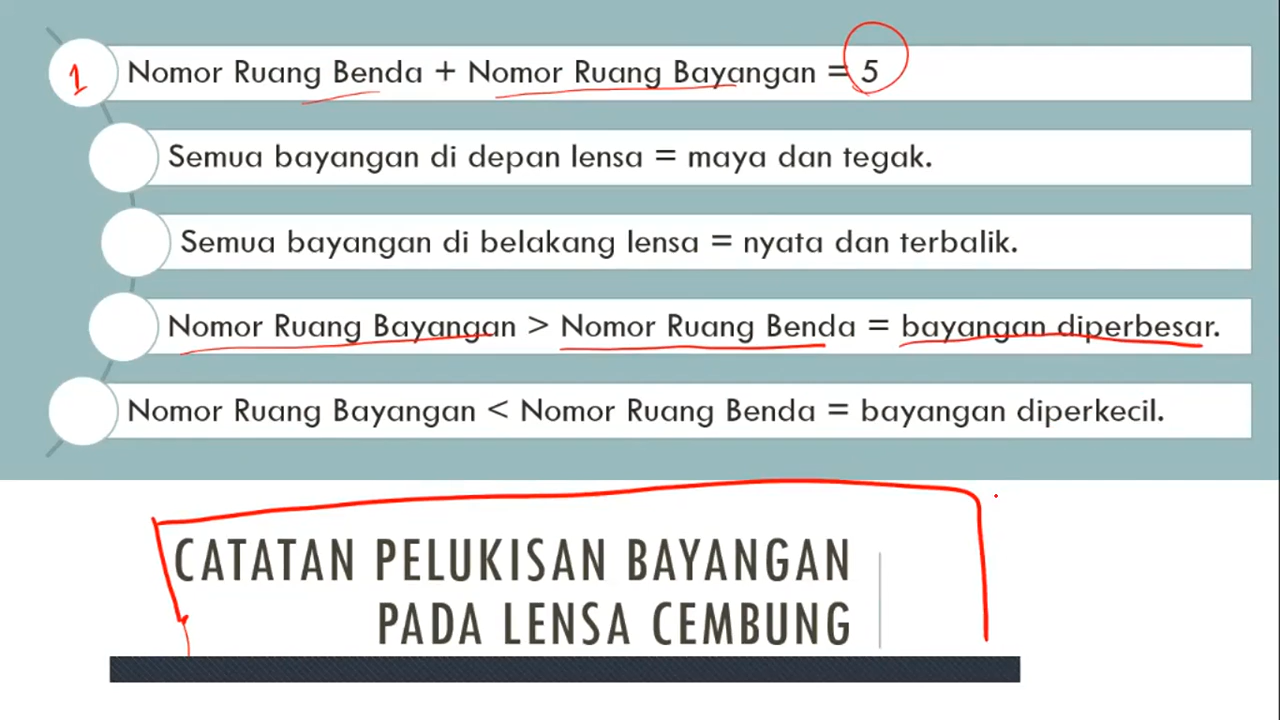 1
Nomor Ruang Benda + Nomor Ruang Bayangan = 5
Semua bayangan di depan lensa = maya dan tegak.
Semua bayangan di belakang lensa = nyata dan terbalik.
Nomor Ruang Bayangan > Nomor Ruang Benda = bayangan diperbesar.
Nomor Ruang Bayangan < Nomor Ruang Benda = bayangan diperkecil.
CATATAN PELUKISAN BAYANGAN
PADA LENSA CEMBUNG